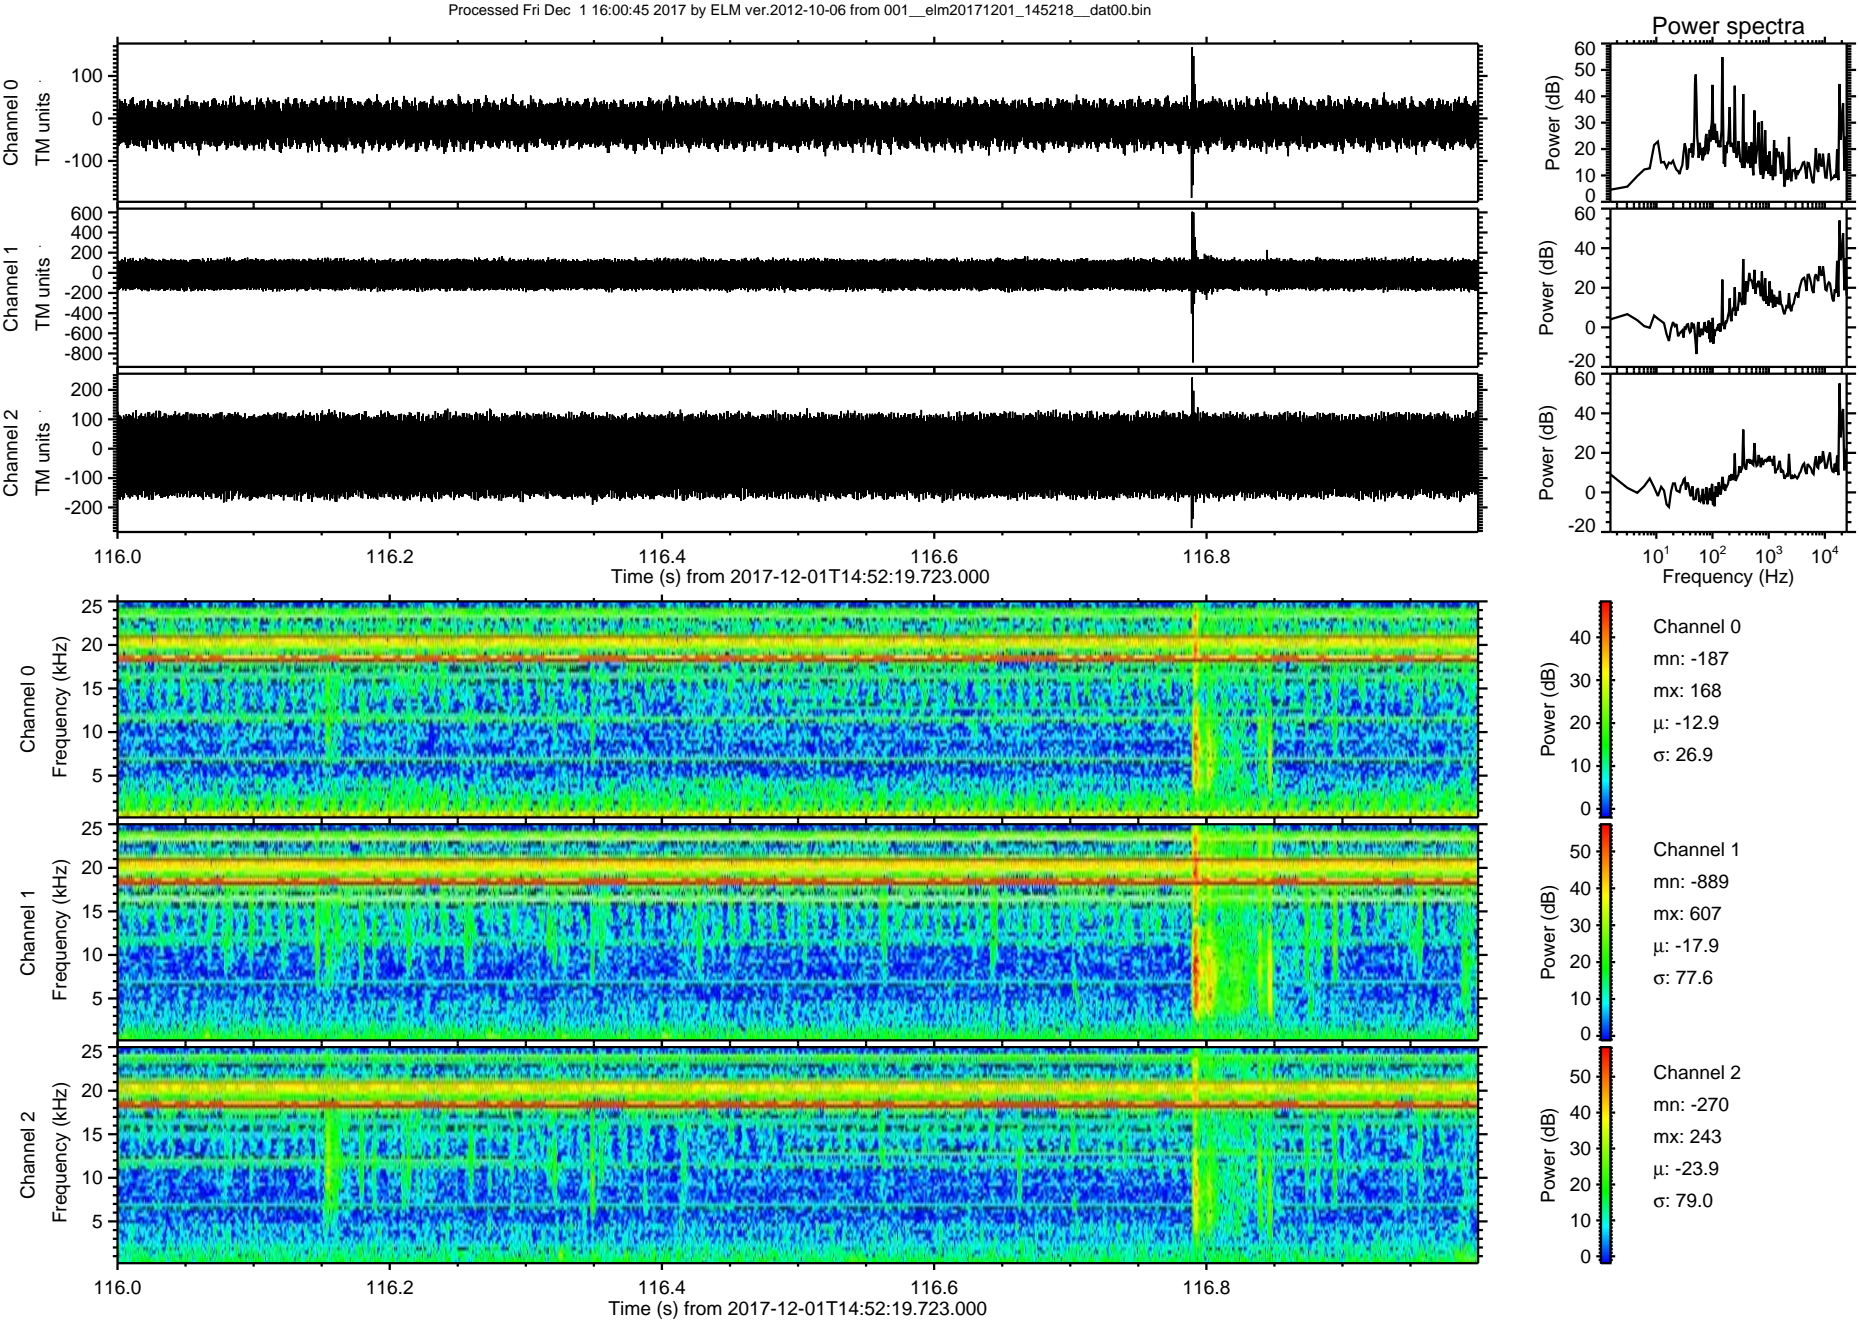 Processed Fri Dec  1 16:00:45 2017 by ELM ver.2012-10-06 from 001__elm20171201_145218__dat00.bin
Power spectra
Channel 0
TM units
100
0
-100
Power (dB)
60
50
40
30
20
10
0
Channel 1
TM units
600
400
200
0
-200
-400
-600
-800
Power (dB)
60
40
20
0
-20
Channel 2
TM units
200
100
0
-100
-200
Power (dB)
60
40
20
0
-20
116.0
116.2
116.4
116.6
116.8
Time (s) from 2017-12-01T14:52:19.723.000
10^1
10^2
10^3
10^4
Frequency (Hz)
Channel 0
Frequency (kHz)
25
20
15
10
5
Power (dB)
40
30
20
10
0
Channel 0
mn: -187
mx: 168
μ: -12.9
σ: 26.9
Channel 1
Frequency (kHz)
25
20
15
10
5
Power (dB)
50
40
30
20
10
0
Channel 1
mn: -889
mx: 607
μ: -17.9
σ: 77.6
Channel 2
Frequency (kHz)
25
20
15
10
5
Power (dB)
50
40
30
20
10
0
Channel 2
mn: -270
mx: 243
μ: -23.9
σ: 79.0
116.0
116.2
116.4
116.6
116.8
Time (s) from 2017-12-01T14:52:19.723.000